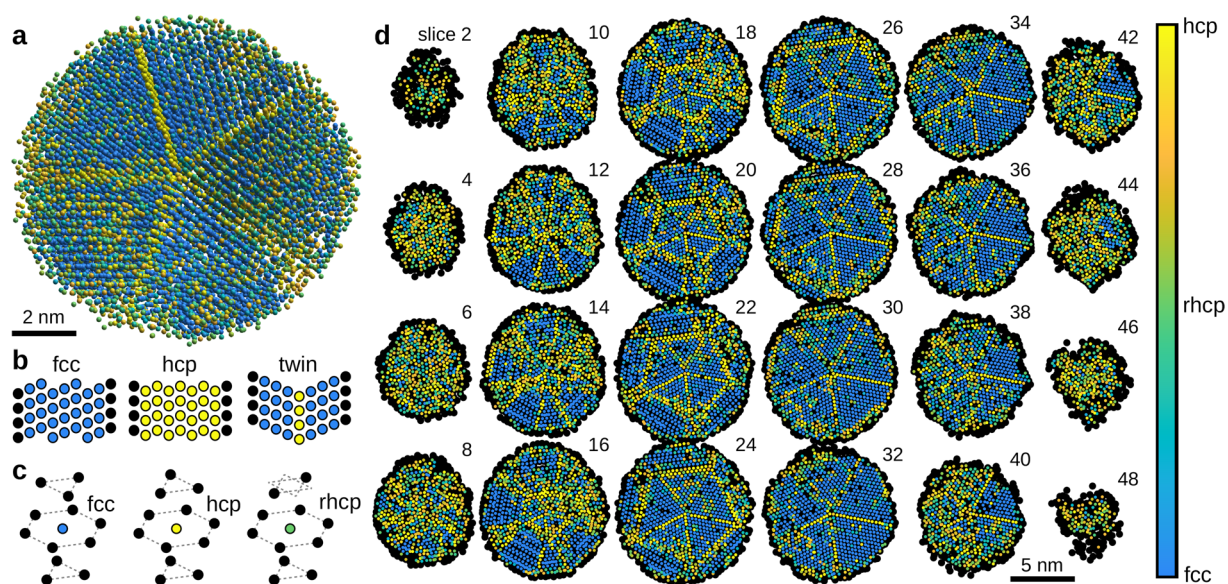 a
2 nm
b
fcc hcp twin
c
fcc hcp rhcp
d
slice 2 10 18 26 34 42
4 12 20 28 36 44
6 14 22 30 38 46
8 16 24 32 40 48
5 nm
hcp
rhcp
fcc